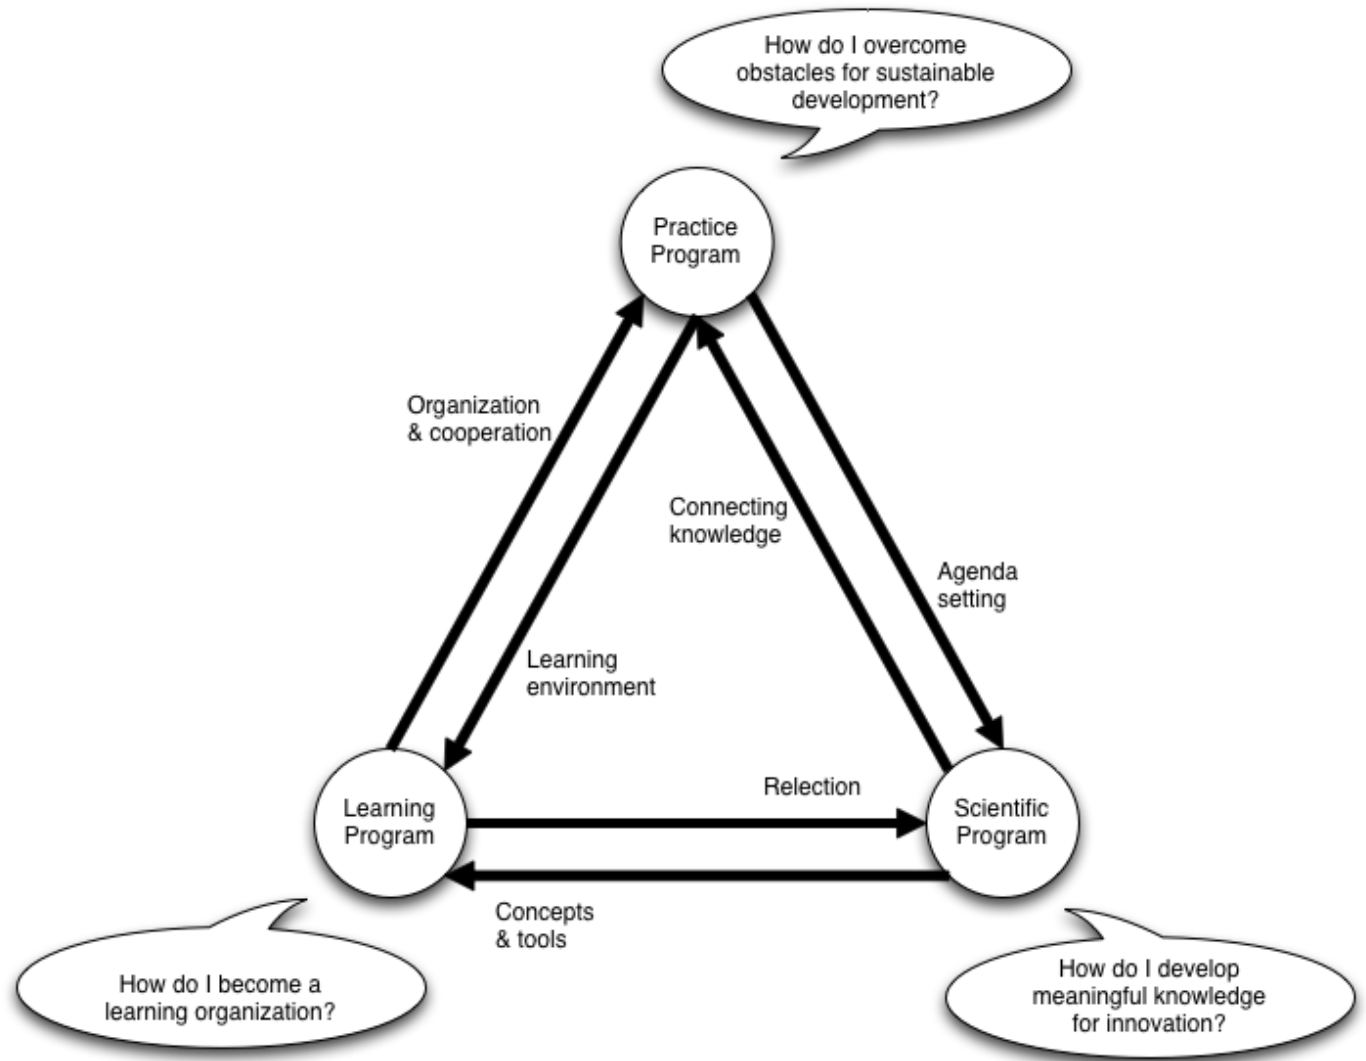 How do I overcome
obstacles for sustainable
development?
Practice
Program
Organization
& cooperation
Connecting
knowledge
Agenda
setting
Learning
environment
Relection
Learning
Program
Scientific
Program
Concepts
& tools
How do I become a
learning organization?
How do I develop
meaningful knowledge
for innovation?